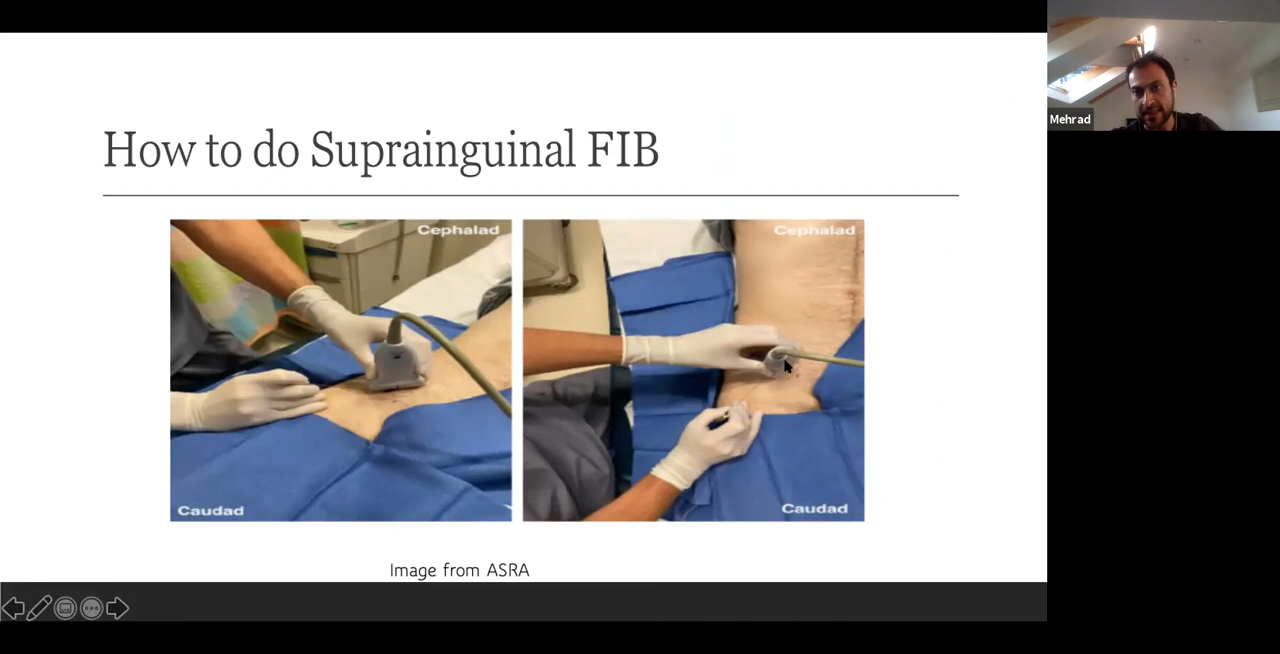 How to do Suprainguinal FIB
Cephalad
Caudad
Cephalad
Caudad
Image from ASRA
Mehrad